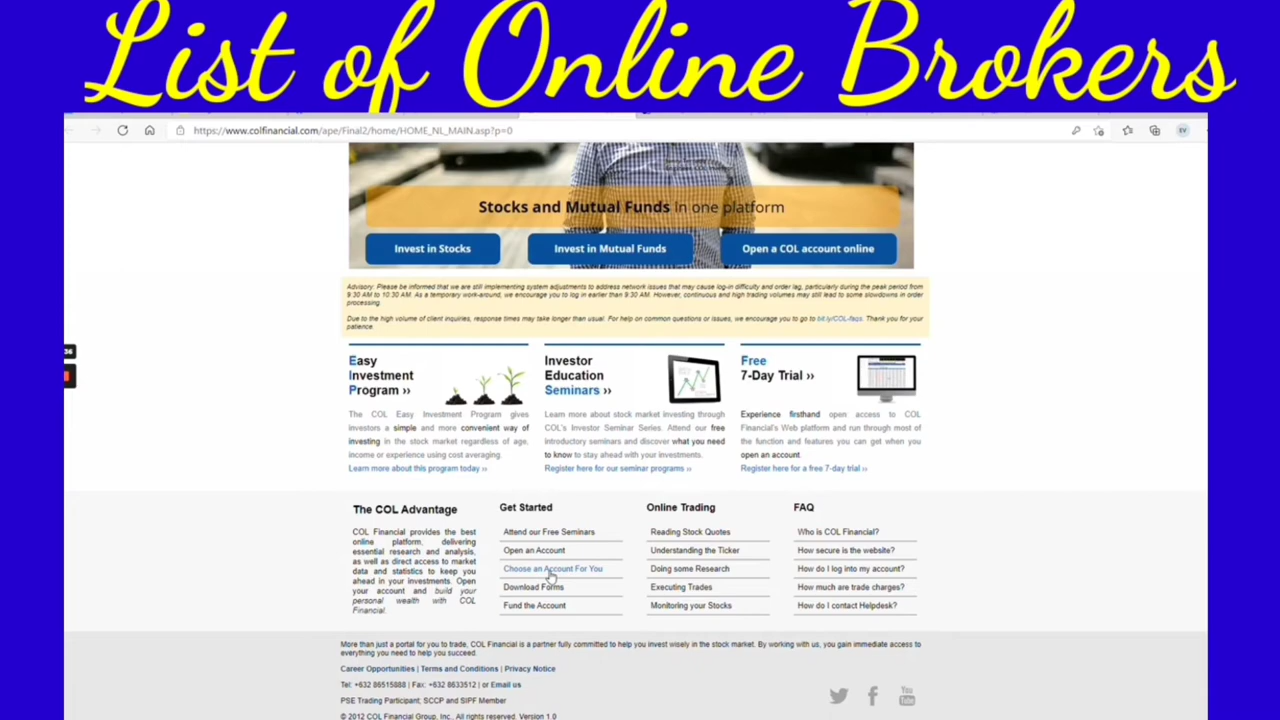 List of Online Brokers
https://www.colfinancial.com/ape/Final2/home/HOME_NL_MAIN.asp?p=0
EV
Stocks and Mutual Funds in one platform
Invest in Stocks
Invest in Mutual Funds
Open a COL account online
Advisory: Please be informed that we are still implementing system adjustments to address network issues that may cause log-in difficulty and order lag, particularly during the peak period from
9:30 AM to 10:30 AM. As a temporary work-around, we encourage you to log in earlier than 9:30 AM. However, continuous and high trading volumes may still lead to some slowdowns in order
processing.
Due to the high volume of client inquiries, response times may take longer than usual. For help on common questions or issues, we encourage you to go to bit.ly/COL-faqs. Thank you for your
patience.
36
Easy
Investment
Program ››
The COL Easy Investment Program gives
investors a simple and more convenient way of
investing in the stock market regardless of age,
income or experience using cost averaging.
Learn more about this program today ››
Investor
Education
Seminars ››
Learn more about stock market investing through
COL's Investor Seminar Series. Attend our free
introductory seminars and discover what you need
to know to stay ahead with your investments.
Register here for our seminar programs ››
Free
7-Day Trial ››
Experience firsthand open access to COL
Financial's Web platform and run through most of
the function and features you can get when you
open an account.
Register here for a free 7-day trial ››
The COL Advantage
COL Financial provides the best
online platform, delivering
essential research and analysis,
as well as direct access to market
data and statistics to keep you
ahead in your investments. Open
your account and build your
personal wealth with COL
Financial.
Get Started
Attend our Free Seminars
Open an Account
Choose an Account For You
Download Forms
Fund the Account
Online Trading
Reading Stock Quotes
Understanding the Ticker
Doing some Research
Executing Trades
Monitoring your Stocks
FAQ
Who is COL Financial?
How secure is the website?
How do I log into my account?
How much are trade charges?
How do I contact Helpdesk?
More than just a portal for you to trade, COL Financial is a partner fully committed to help you invest wisely in the stock market. By working with us, you gain immediate access to
everything you need to help you succeed.
Career Opportunities | Terms and Conditions | Privacy Notice
Tel: +632 86515888 | Fax: +632 8633512 | or Email us
PSE Trading Participant, SCCP and SIPF Member
© 2012 COL Financial Group, Inc., All rights reserved. Version 1.0
You
Tube